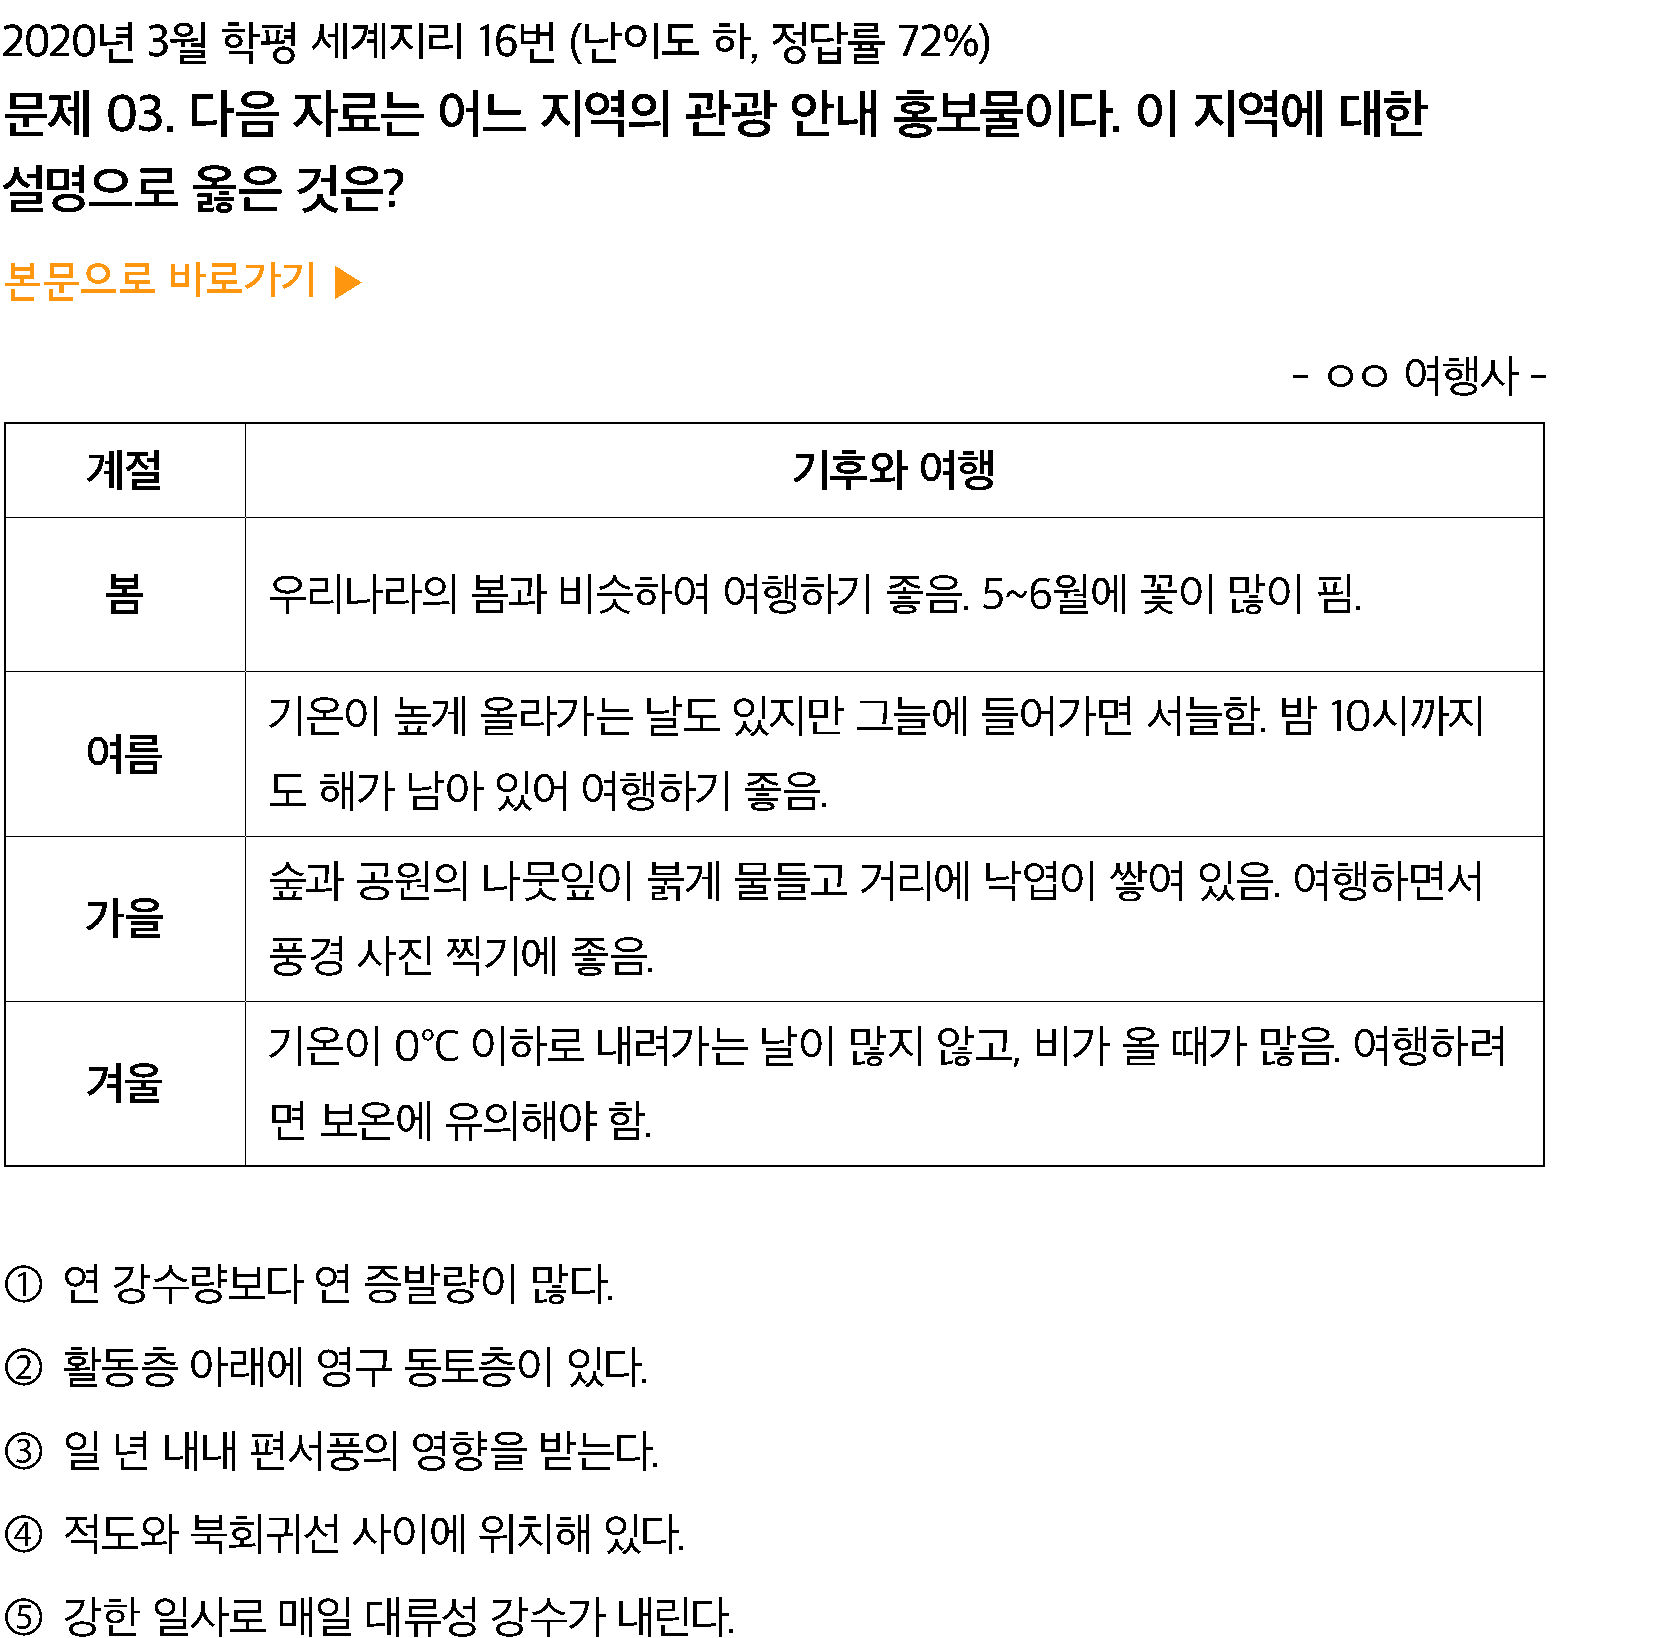 2020년 3월 학평 세계지리 16번 (난이도 하, 정답률 72%)
문제 03. 다음 자료는 어느 지역의 관광 안내 홍보물이다. 이 지역에 대한
설명으로 옳은 것은?
본문으로 바로가기 ▶
- ㅇㅇ 여행사 -
계절 기후와 여행
봄 우리나라의 봄과 비슷하여 여행하기 좋음. 5~6월에 꽃이 많이 핌.
여름 기온이 높게 올라가는 날도 있지만 그늘에 들어가면 서늘함. 밤 10시까지
도 해가 남아 있어 여행하기 좋음.
가을 숲과 공원의 나뭇잎이 붉게 물들고 거리에 낙엽이 쌓여 있음. 여행하면서
풍경 사진 찍기에 좋음.
겨울 기온이 0℃ 이하로 내려가는 날이 많지 않고, 비가 올 때가 많음. 여행하려
면 보온에 유의해야 함.
① 연 강수량보다 연 증발량이 많다.
② 활동층 아래에 영구 동토층이 있다.
③ 일 년 내내 편서풍의 영향을 받는다.
④ 적도와 북회귀선 사이에 위치해 있다.
⑤ 강한 일사로 매일 대류성 강수가 내린다.